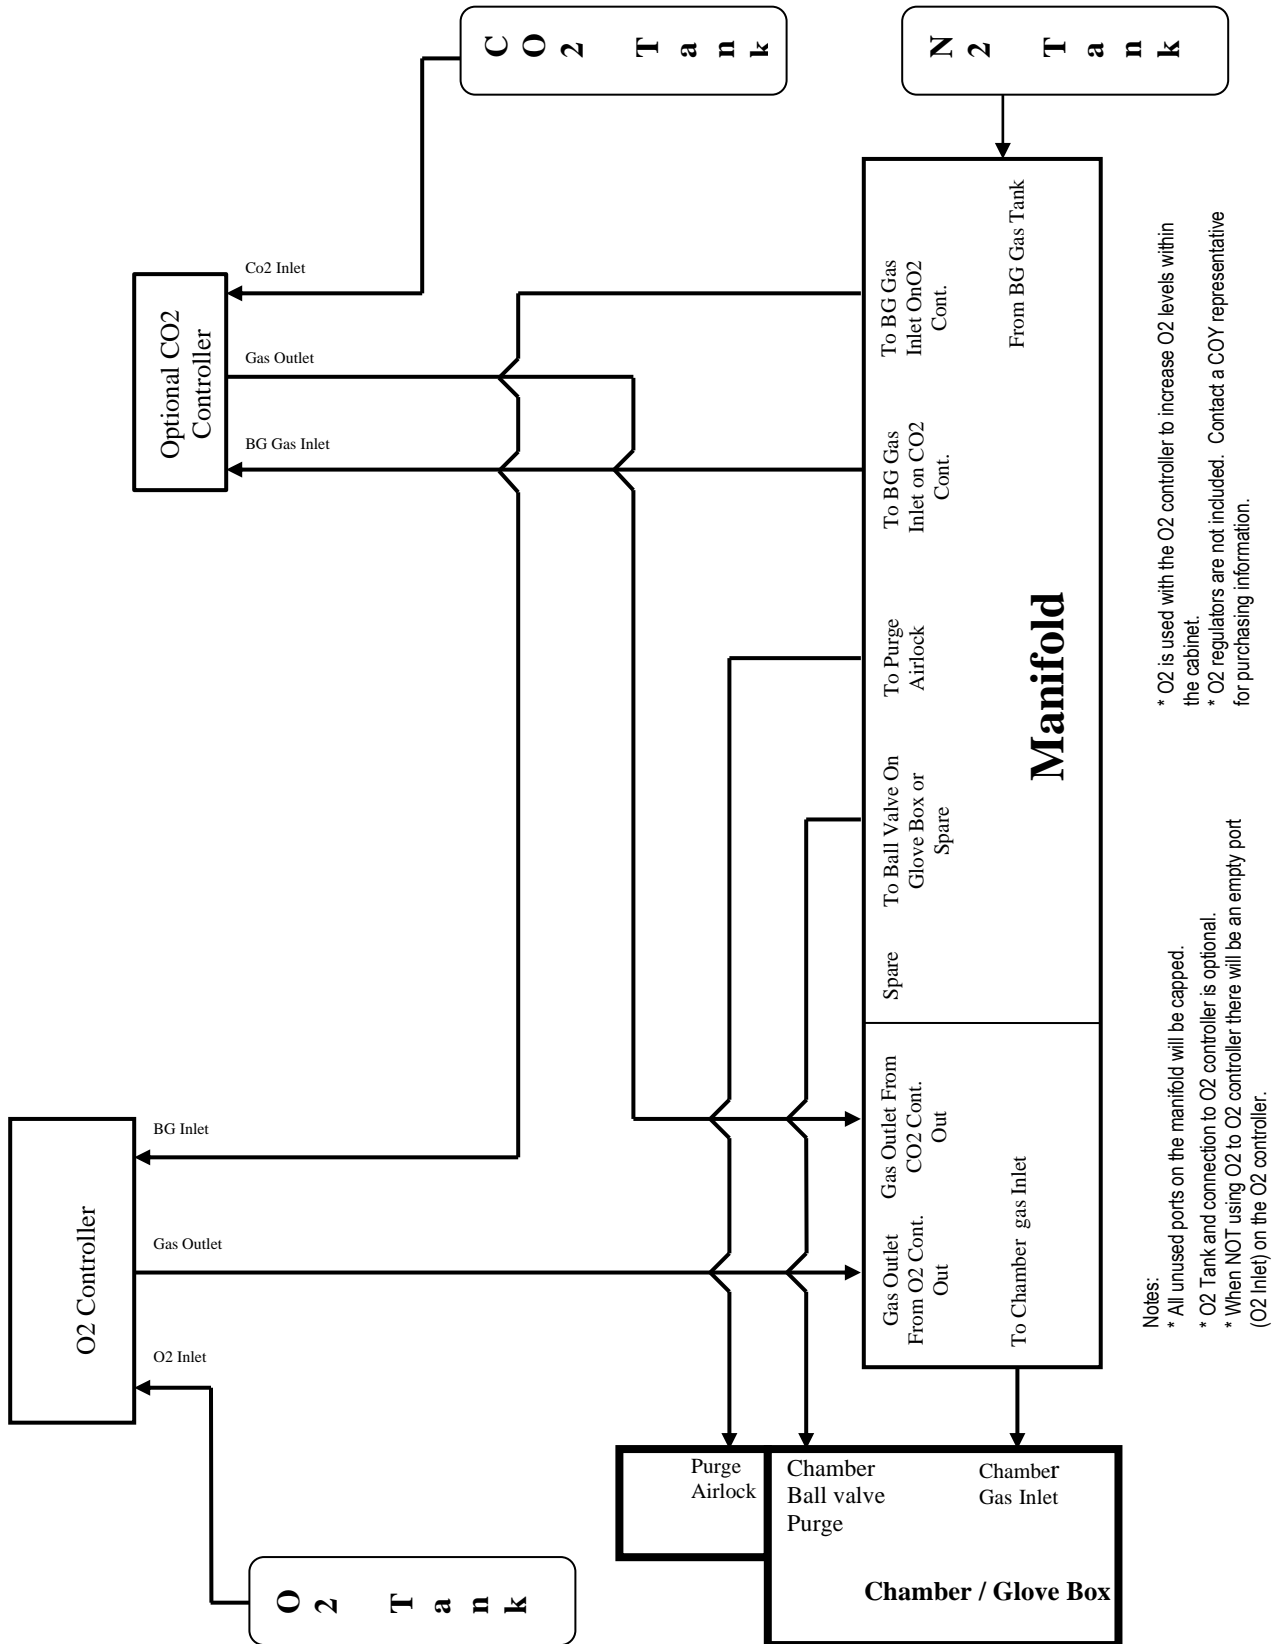 CO2 Tank
N2 Tank
Co2 Inlet
Optional CO2
Controller
Gas Outlet
BG Gas Inlet
To BG Gas
Inlet OnO2
Cont.
From BG Gas Tank
To BG Gas
Inlet on CO2
Cont.
To Purge
Airlock
To Ball Valve On
Glove Box or
Spare
Spare
Manifold
Gas Outlet From
CO2 Cont.
Out
Gas Outlet
From O2 Cont.
Out
To Chamber gas Inlet
O2 Controller
BG Inlet
Gas Outlet
O2 Inlet
O2 Tank
Purge
Airlock
Chamber
Ball valve
Purge
Chamber
Gas Inlet
Chamber / Glove Box
Notes:
* All unused ports on the manifold will be capped.
* O2 Tank and connection to O2 controller is optional.
* When NOT using O2 to O2 controller there will be an empty port
(O2 Inlet) on the O2 controller.
* O2 is used with the O2 controller to increase O2 levels within
the cabinet.
* O2 regulators are not included. Contact a COY representative
for purchasing information.